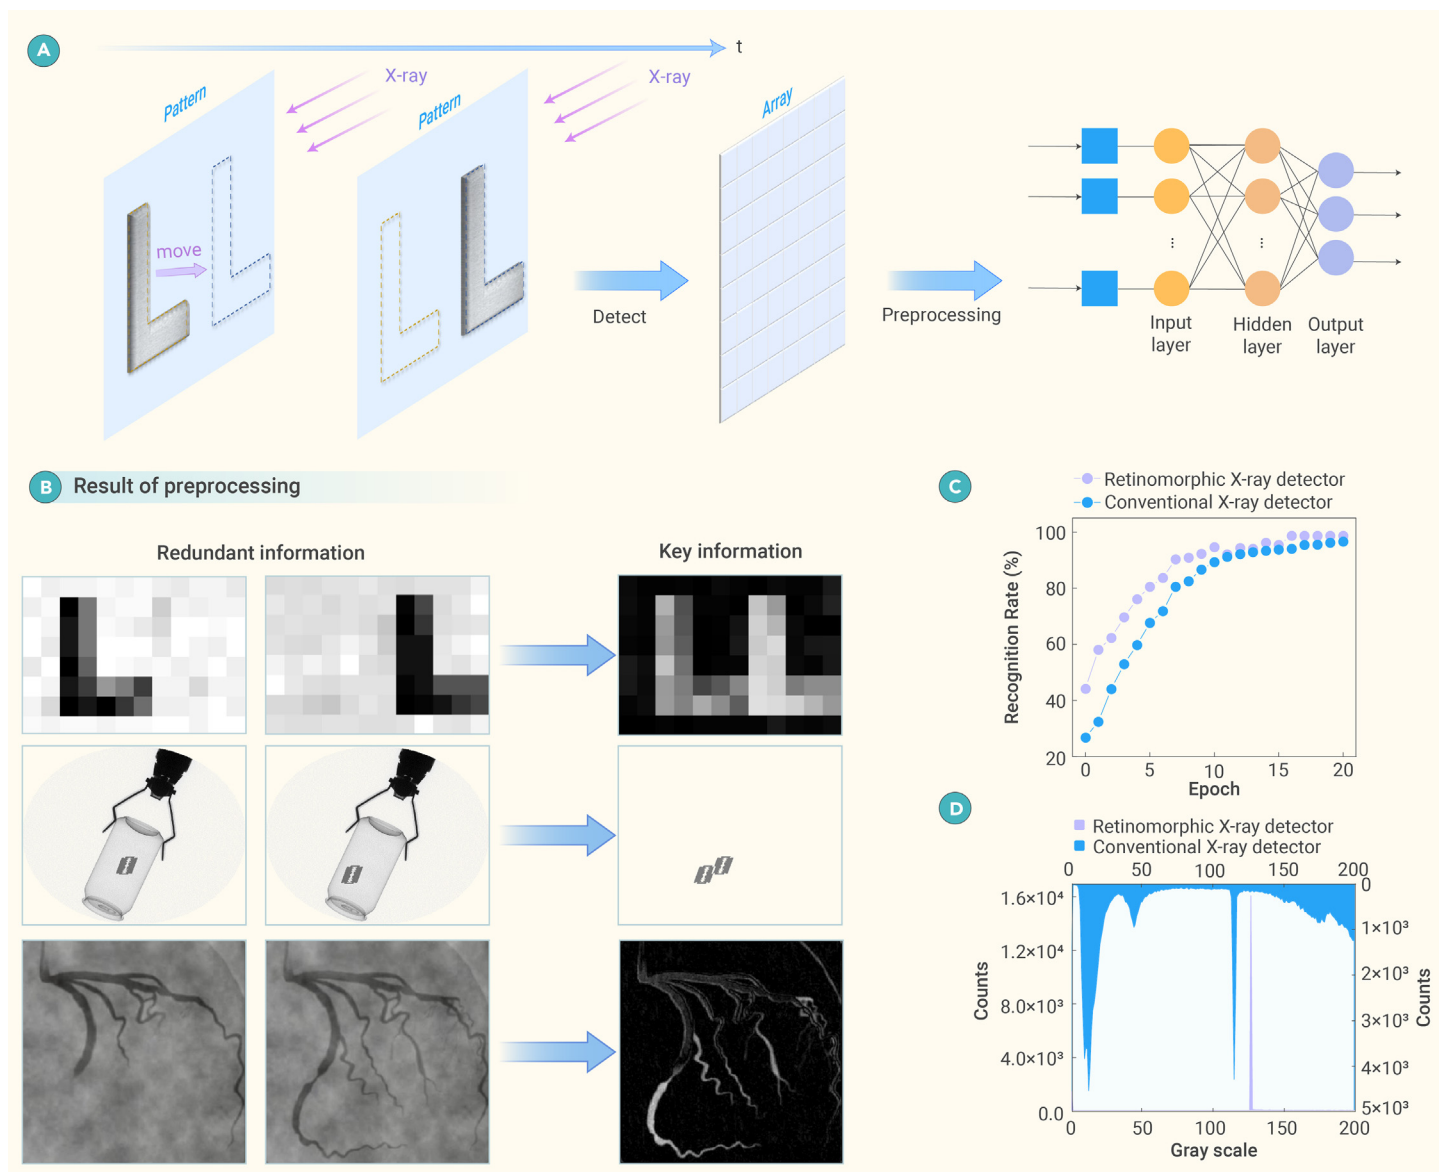 A
t
Pattern
X-ray
Pattern
X-ray
Array
move
Detect
Preprocessing
⋮
⋮
Input
layer
Hidden
layer
Output
layer
B Result of preprocessing
Redundant information
Key information
C
Retinomorphic X-ray detector
Conventional X-ray detector
Recognition Rate (%)
100
80
60
40
20
0 5 10 15 20
Epoch
D
Retinomorphic X-ray detector
Conventional X-ray detector
0 50 100 150 200
Counts
1.6×10⁴
1.2×10⁴
8.0×10³
4.0×10³
0.0
0
1×10³
2×10³
3×10³
4×10³
5×10³
Counts
0 50 100 150 200
Gray scale